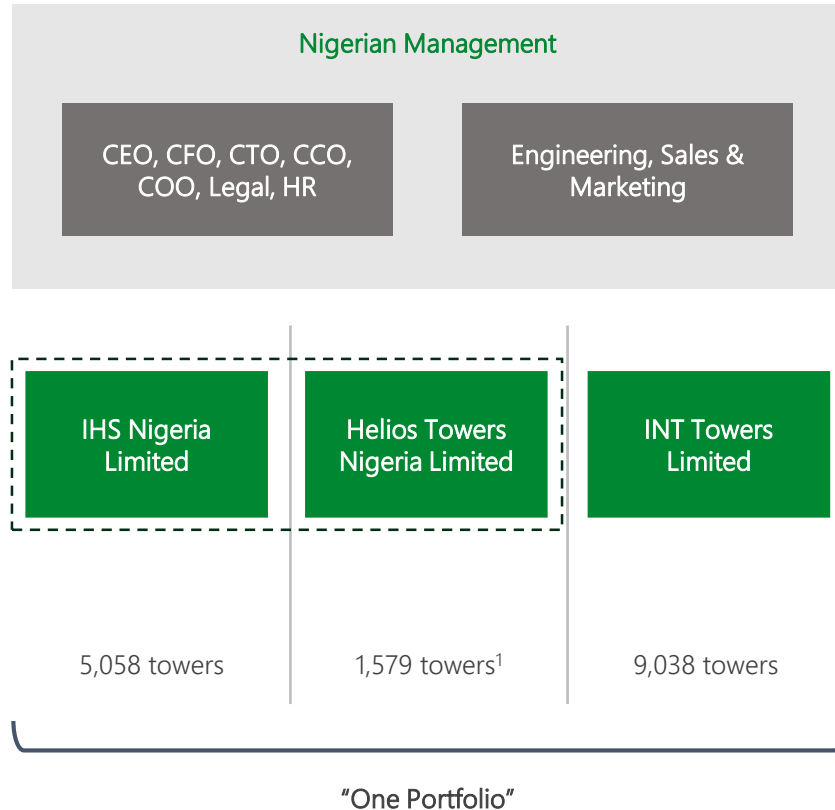 Nigerian Management
CEO, CFO, CTO, CCO,
COO, Legal, HR
Engineering, Sales &
Marketing
IHS Nigeria
Limited
Helios Towers
Nigeria Limited
INT Towers
Limited
5,058 towers
1,579 towers¹
9,038 towers
“One Portfolio”